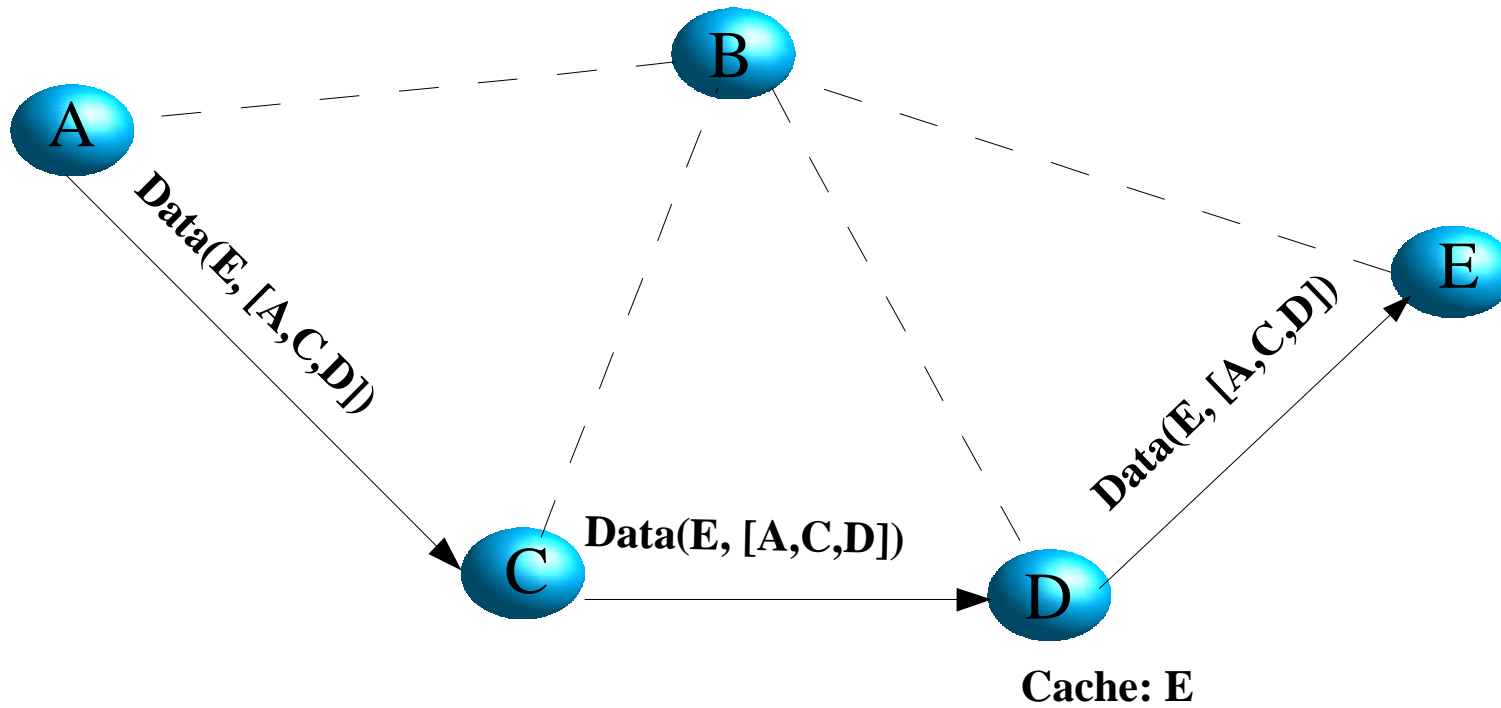 B
A
E
Data(E, [A,C,D])
Data(E, [A,C,D])
Data(E, [A,C,D])
C
D
Cache: E